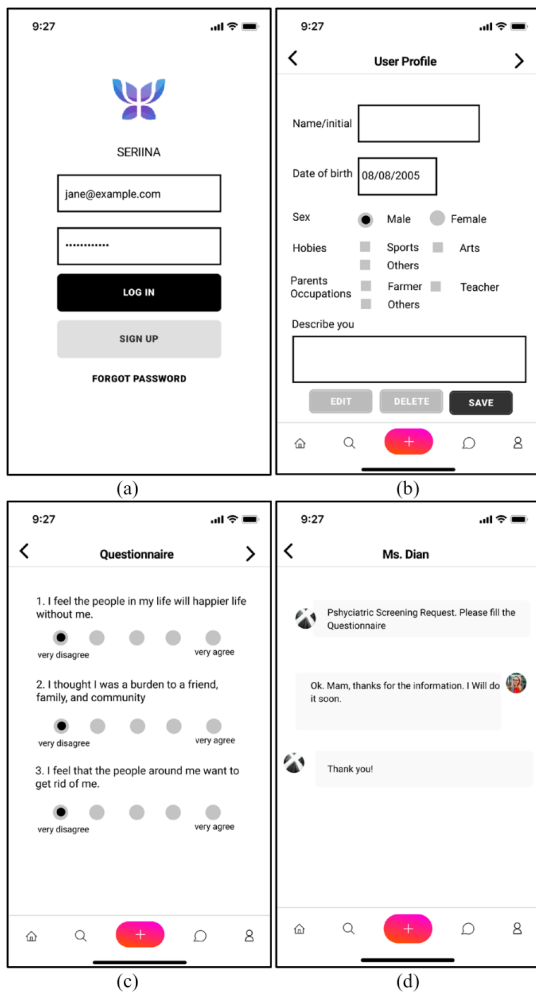 9:27
SERIINA
jane@example.com
••••••••••••
LOG IN
SIGN UP
FORGOT PASSWORD
(a)
9:27
User Profile
Name/initial
Date of birth 08/08/2005
Sex Male Female
Hobies Sports Arts
Others
Parents
Occupations
Farmer Teacher
Others
Describe you
EDIT DELETE SAVE
(b)
9:27
Questionnaire
1. I feel the people in my life will happier life
without me.
very disagree very agree
2. I thought I was a burden to a friend,
family, and community
very disagree very agree
3. I feel that the people around me want to
get rid of me.
very disagree very agree
(c)
9:27
Ms. Dian
Pshyciatric Screening Request. Please fill the
Questionnaire
Ok. Mam, thanks for the information. I Will do
it soon.
Thank you!
(d)